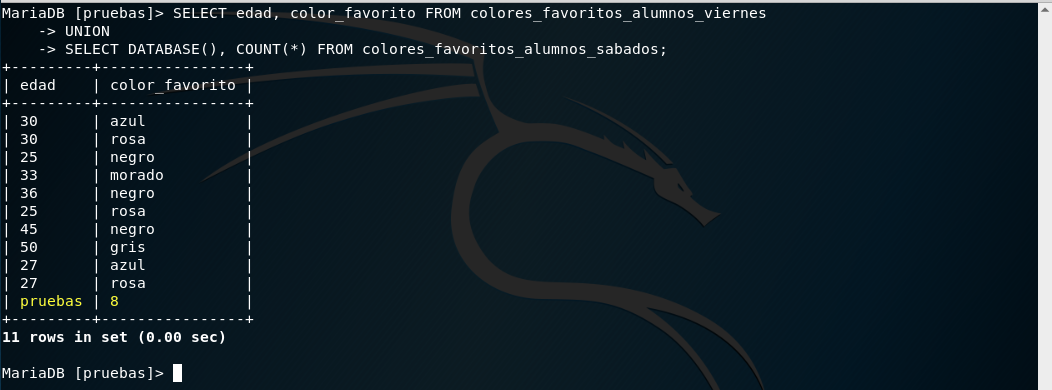 MariaDB [pruebas]> SELECT edad, color_favorito FROM colores_favoritos_alumnos_viernes
    -> UNION
    -> SELECT DATABASE(), COUNT(*) FROM colores_favoritos_alumnos_sabados;
+---------+----------------+
| edad    | color_favorito |
+---------+----------------+
| 30      | azul           |
| 30      | rosa           |
| 25      | negro          |
| 33      | morado         |
| 36      | negro          |
| 25      | rosa           |
| 45      | negro          |
| 50      | gris           |
| 27      | azul           |
| 27      | rosa           |
| pruebas | 8              |
+---------+----------------+
11 rows in set (0.00 sec)
MariaDB [pruebas]>